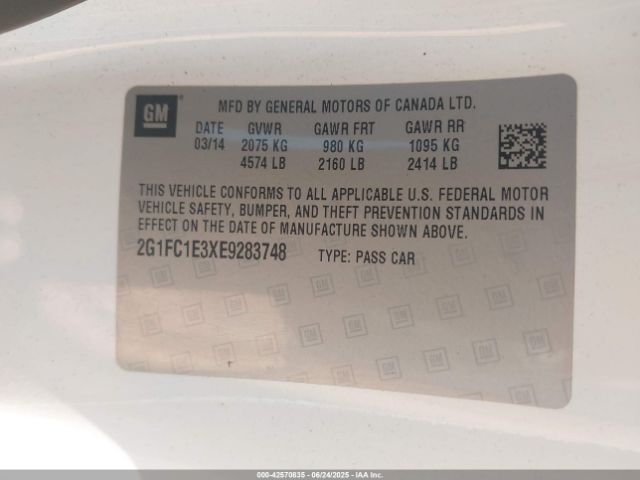 GM
MFD BY GENERAL MOTORS OF CANADA LTD.
DATE GVWR GAWR FRT GAWR RR
03/14 2075 KG 980 KG 1095 KG
4574 LB 2160 LB 2414 LB
THIS VEHICLE CONFORMS TO ALL APPLICABLE U.S. FEDERAL MOTOR
VEHICLE SAFETY, BUMPER, AND THEFT PREVENTION STANDARDS IN
EFFECT ON THE DATE OF MANUFACTURE SHOWN ABOVE.
2G1FC1E3XE9283748 TYPE: PASS CAR
000-42570835 - 06/24/2025 - IAA Inc.